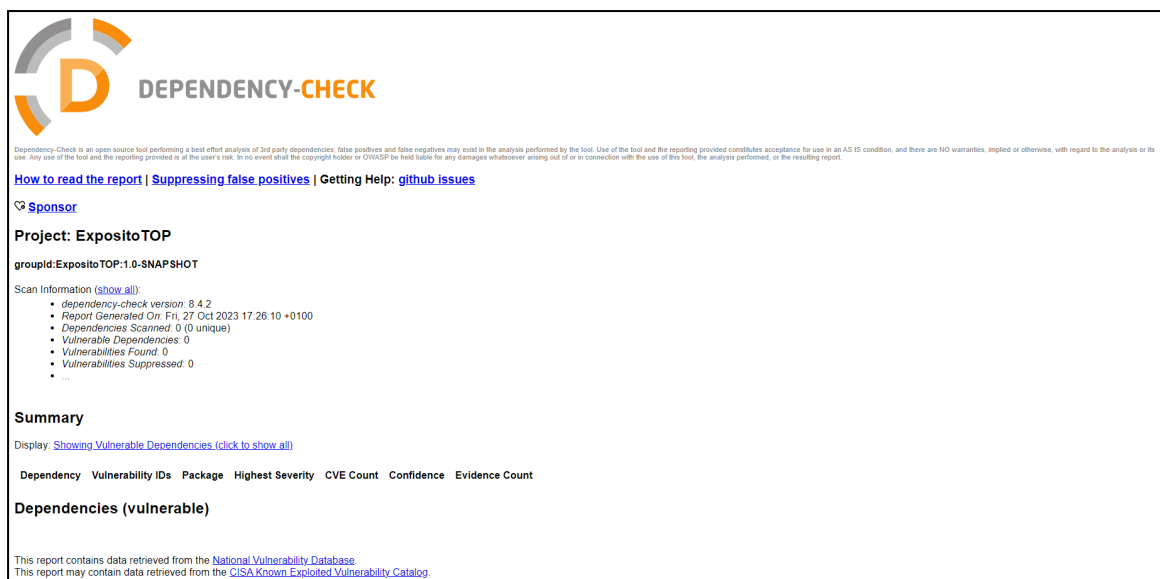 D
DEPENDENCY-CHECK
Dependency-Check is an open source tool performing a best effort analysis of 3rd party dependencies; false positives and false negatives may exist in the analysis performed by the tool. Use of the tool and the reporting provided constitutes acceptance for use in an AS IS condition, and there are NO warranties, implied or otherwise, with regard to the analysis or its
use. Any use of the tool and the reporting provided is at the user's risk. In no event shall the copyright holder or OWASP be held liable for any damages whatsoever arising out of or in connection with the use of this tool, the analysis performed, or the resulting report.
How to read the report | Suppressing false positives | Getting Help: github issues
Sponsor
Project: ExpositoTOP
groupId:ExpositoTOP:1.0-SNAPSHOT
Scan Information (show all):
• dependency-check version: 8.4.2
• Report Generated On: Fri, 27 Oct 2023 17:26:10 +0100
• Dependencies Scanned: 0 (0 unique)
• Vulnerable Dependencies: 0
• Vulnerabilities Found: 0
• Vulnerabilities Suppressed: 0
• ...
Summary
Display: Showing Vulnerable Dependencies (click to show all)
Dependency Vulnerability IDs Package Highest Severity CVE Count Confidence Evidence Count
Dependencies (vulnerable)
This report contains data retrieved from the National Vulnerability Database.
This report may contain data retrieved from the CISA Known Exploited Vulnerability Catalog.